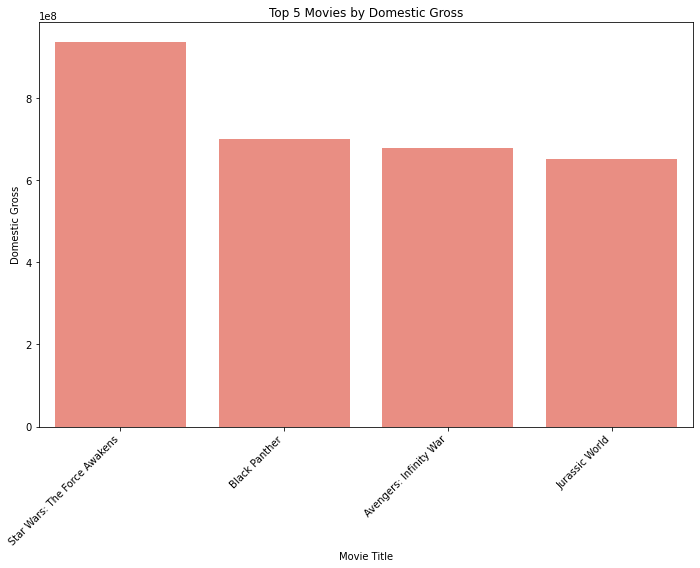 Top 5 Movies by Domestic Gross
1e8
8
6
4
2
0
Domestic Gross
Star Wars: The Force Awakens
Black Panther
Avengers: Infinity War
Jurassic World
Movie Title